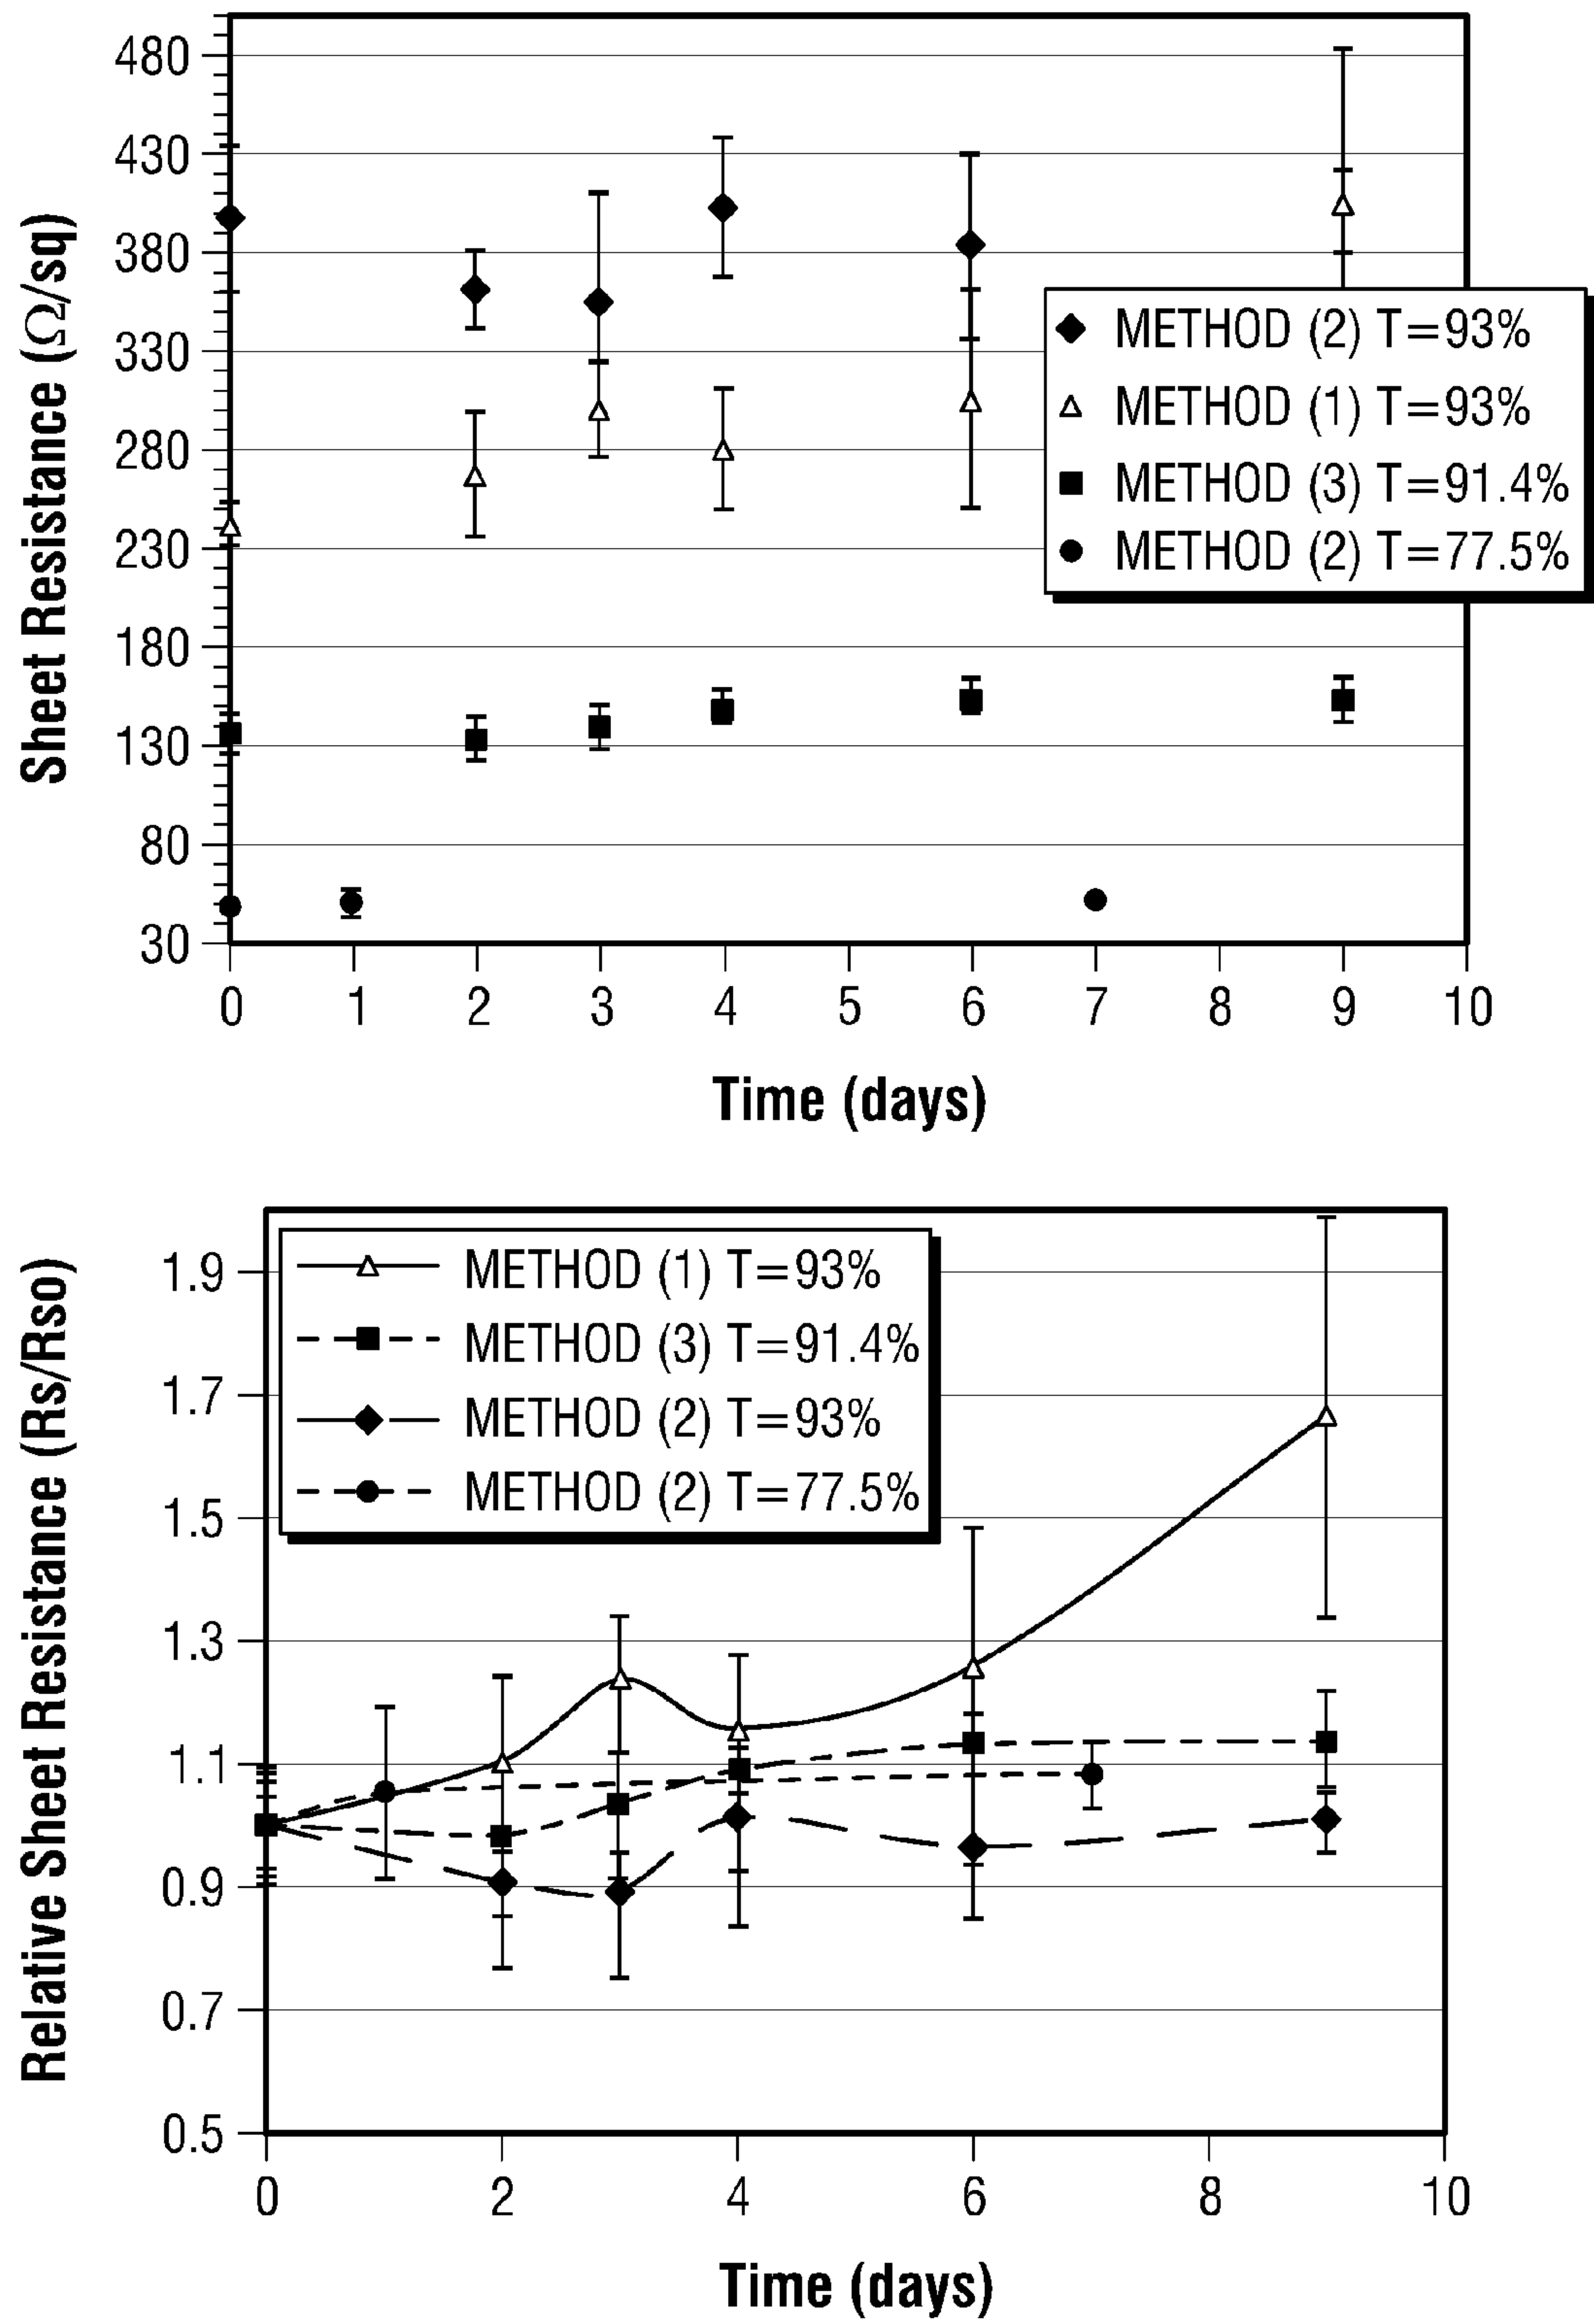 Sheet Resistance (Ω/sq)
480
430
380
330
280
230
180
130
80
30
METHOD (2) T=93%
METHOD (1) T=93%
METHOD (3) T=91.4%
METHOD (2) T=77.5%
0 1 2 3 4 5 6 7 8 9 10
Time (days)
Relative Sheet Resistance (Rs/Rso)
1.9
1.7
1.5
1.3
1.1
0.9
0.7
0.5
METHOD (1) T=93%
METHOD (3) T=91.4%
METHOD (2) T=93%
METHOD (2) T=77.5%
0 2 4 6 8 10
Time (days)